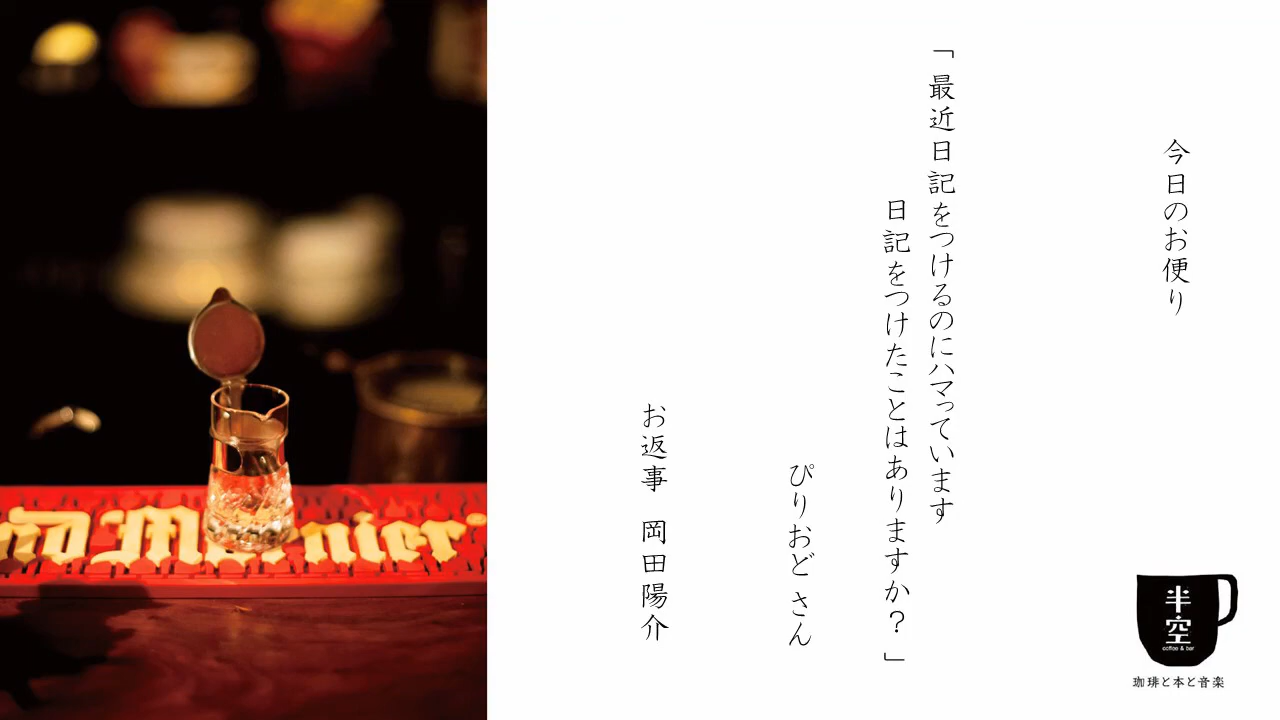 今日のお便り
「最近日記をつけるのにハマっています
日記をつけたことはありますか？」
ぴりおど さん
お返事　岡田陽介
半空
coffee & bar
珈琲と本と音楽
nd M
nier